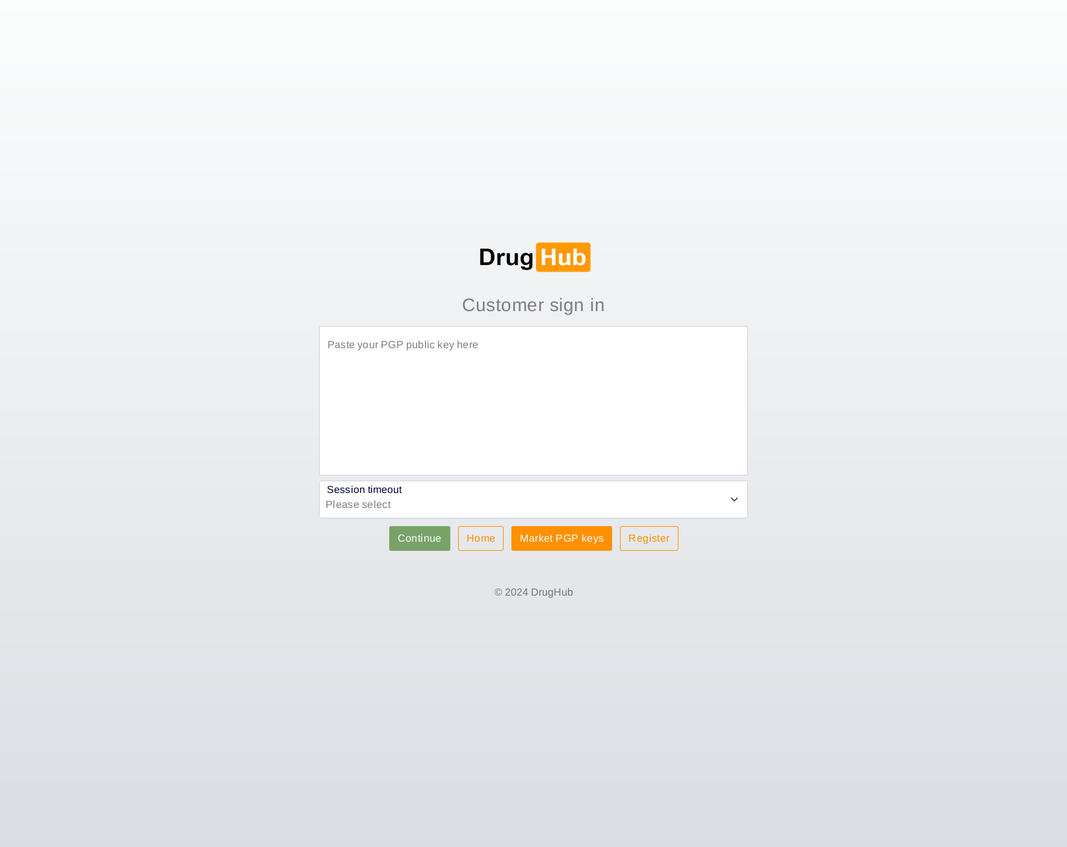 DrugHub
Customer sign in
Paste your PGP public key here
Session timeout
Please select
Continue Home Market PGP keys Register
© 2024 DrugHub